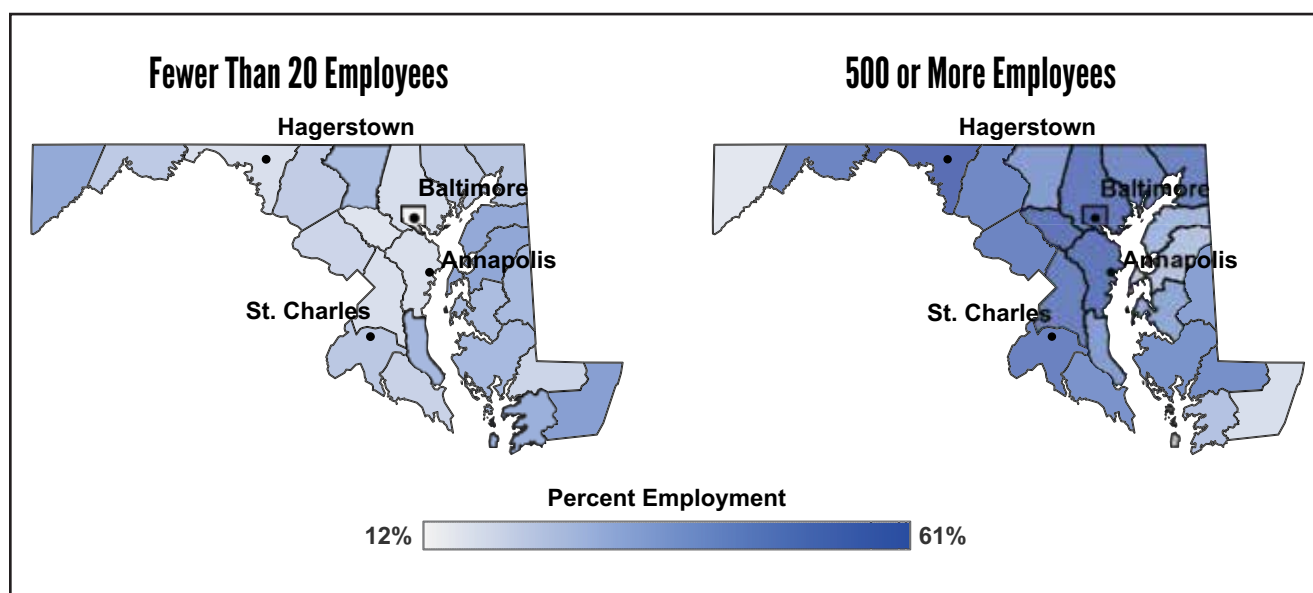 Fewer Than 20 Employees
Hagerstown
Baltimore
Annapolis
St. Charles
500 or More Employees
Hagerstown
Baltimore
Annapolis
St. Charles
Percent Employment
12%
61%